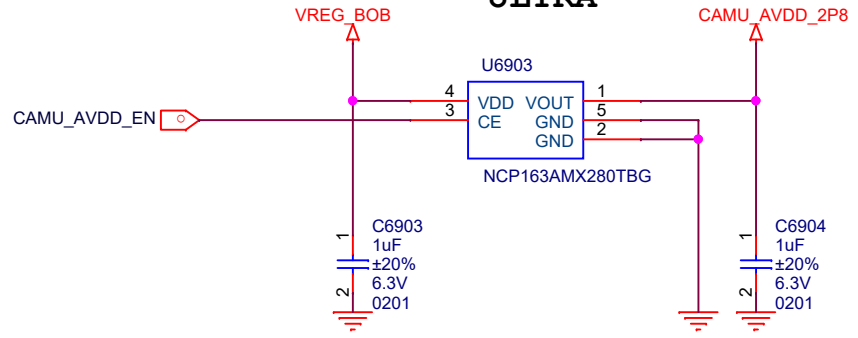 VREG_BOB
CAMU_AVDD_2P8
U6903
4
VDD
VOUT
1
3
CE
GND
5
GND
2
CAMU_AVDD_EN
NCP163AMX280TBG
1
C6903
1uF
±20%
6.3V
0201
2
1
C6904
1uF
±20%
6.3V
0201
2